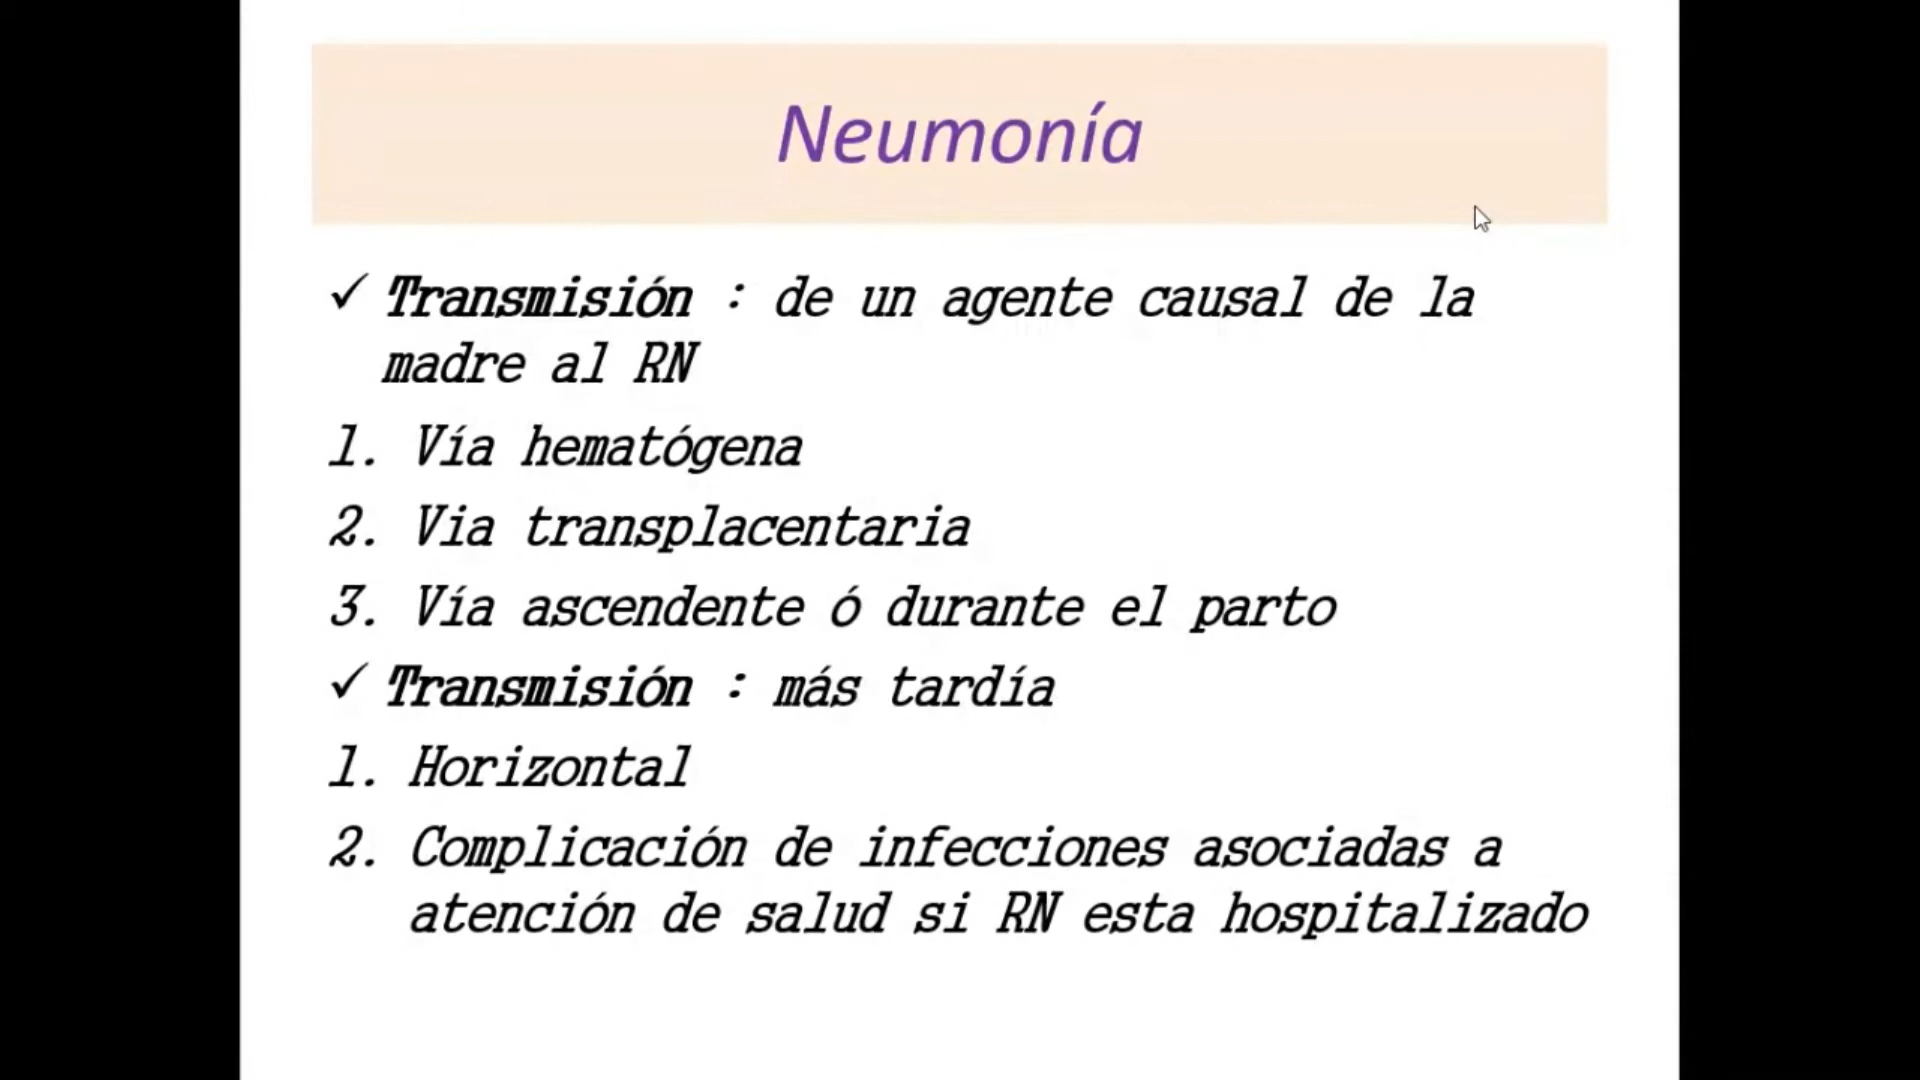 Neumonía
✓ Transmisión : de un agente causal de la
madre al RN
1. Vía hematógena
2. Via transplacentaria
3. Vía ascendente ó durante el parto
✓ Transmisión : más tardía
1. Horizontal
2. Complicación de infecciones asociadas a
atención de salud si RN esta hospitalizado